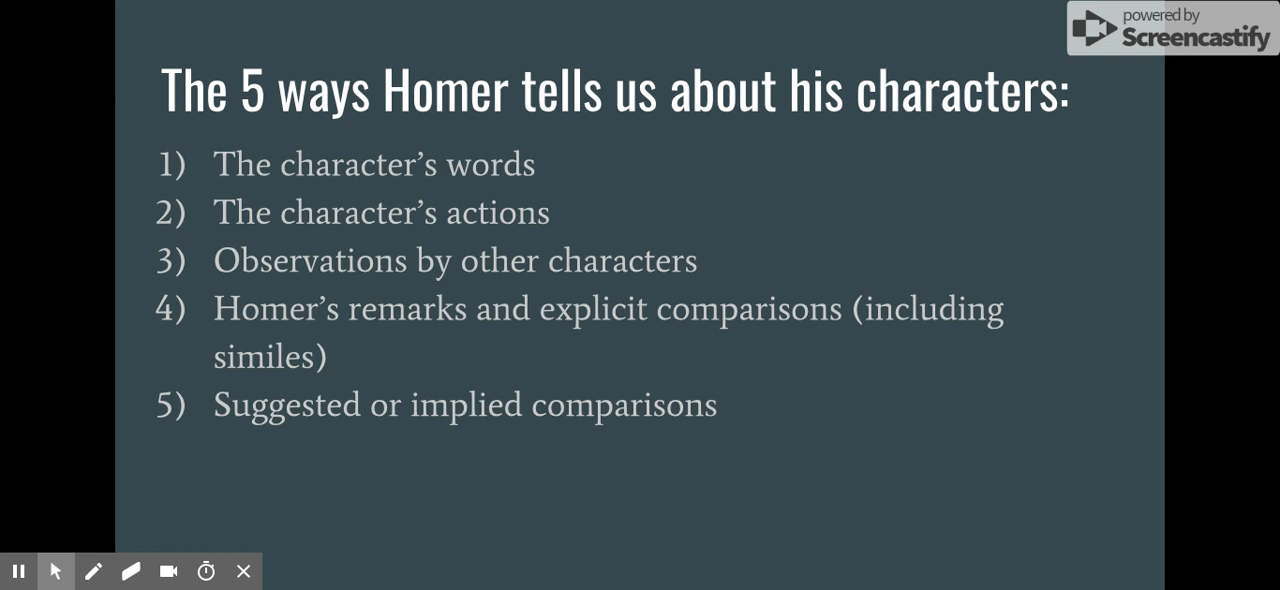 powered by
Screencastify
The 5 ways Homer tells us about his characters:
1) The character’s words
2) The character’s actions
3) Observations by other characters
4) Homer’s remarks and explicit comparisons (including
similes)
5) Suggested or implied comparisons